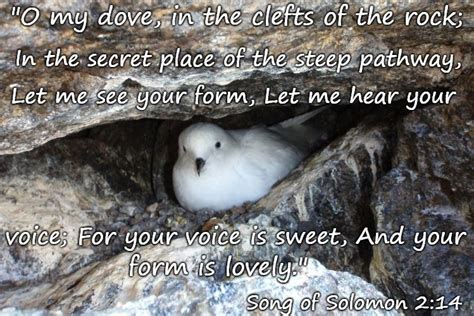 "O my dove, in the clefts of the rock;
In the secret place of the steep pathway,
Let me see your form, Let me hear your
voice; For your voice is sweet, And your
form is lovely."
Song of Solomon 2:14